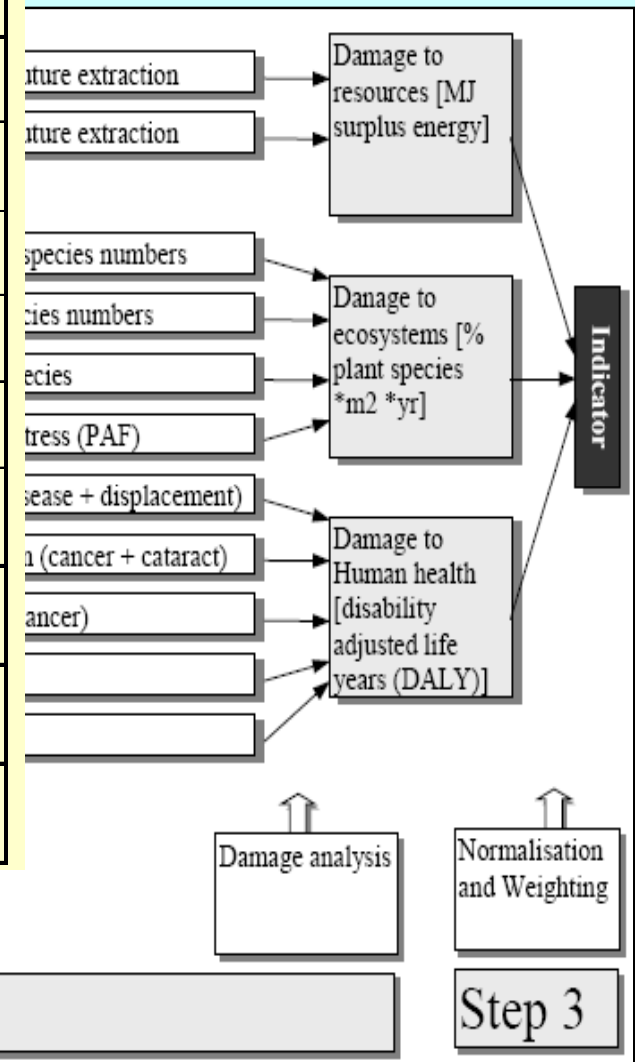 uture extraction
uture extraction
species numbers
cies numbers
ecies
tress (PAF)
sease + displacement)
n (cancer + cataract)
ancer)
Damage to
resources [MJ
surplus energy]
Danage to
ecosystems [%
plant species
*m2 *yr]
Damage to
Human health
[disability
adjusted life
years (DALY)]
Indicator
Damage analysis
Normalisation
and Weighting
Step 3